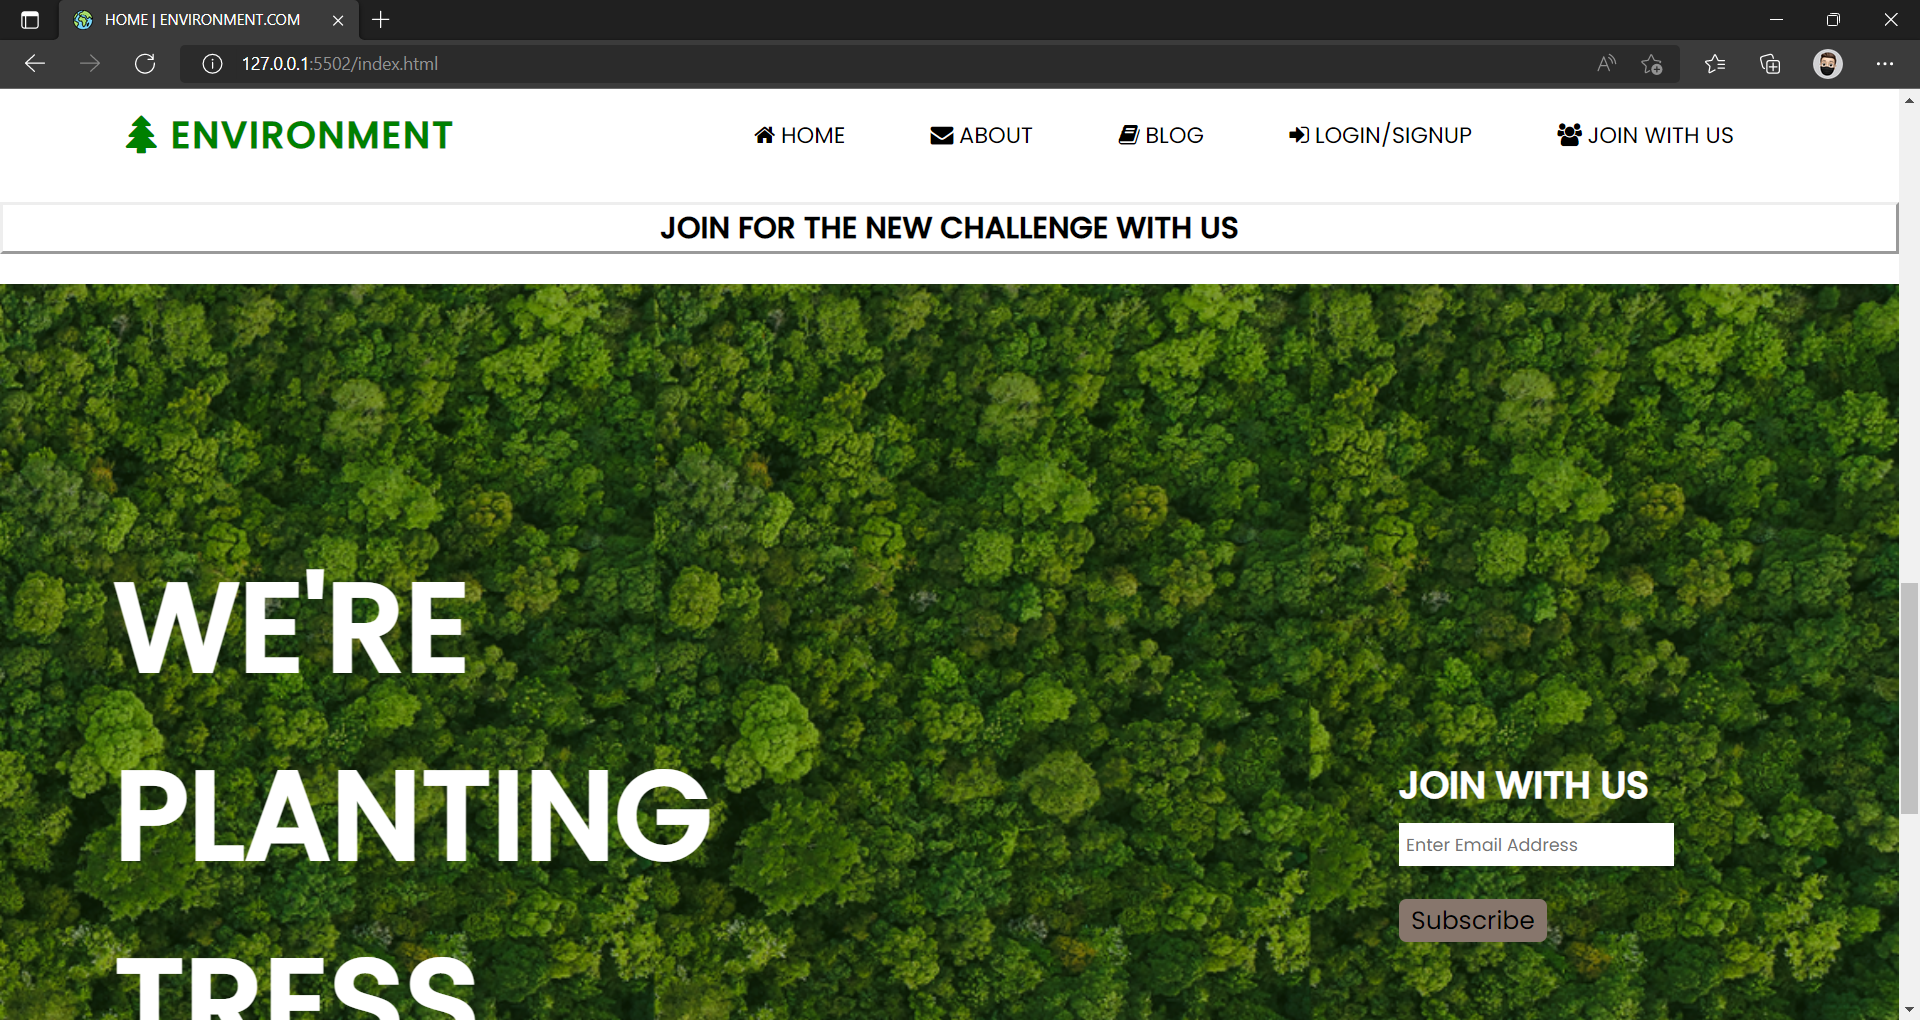 HOME | ENVIRONMENT.COM
127.0.0.1:5502/index.html
ENVIRONMENT
HOME
ABOUT
BLOG
LOGIN/SIGNUP
JOIN WITH US
JOIN FOR THE NEW CHALLENGE WITH US
WE'RE
PLANTING
TRESS
JOIN WITH US
Enter Email Address
Subscribe